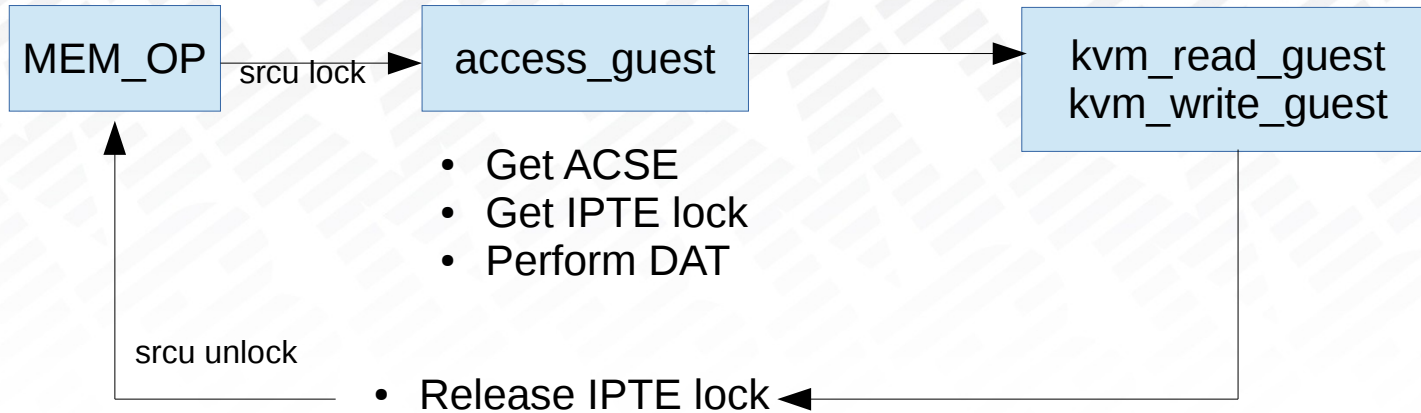 MEM_OP
srcu lock
access_guest
kvm_read_guest
kvm_write_guest
• Get ACSE
• Get IPTE lock
• Perform DAT
srcu unlock
• Release IPTE lock